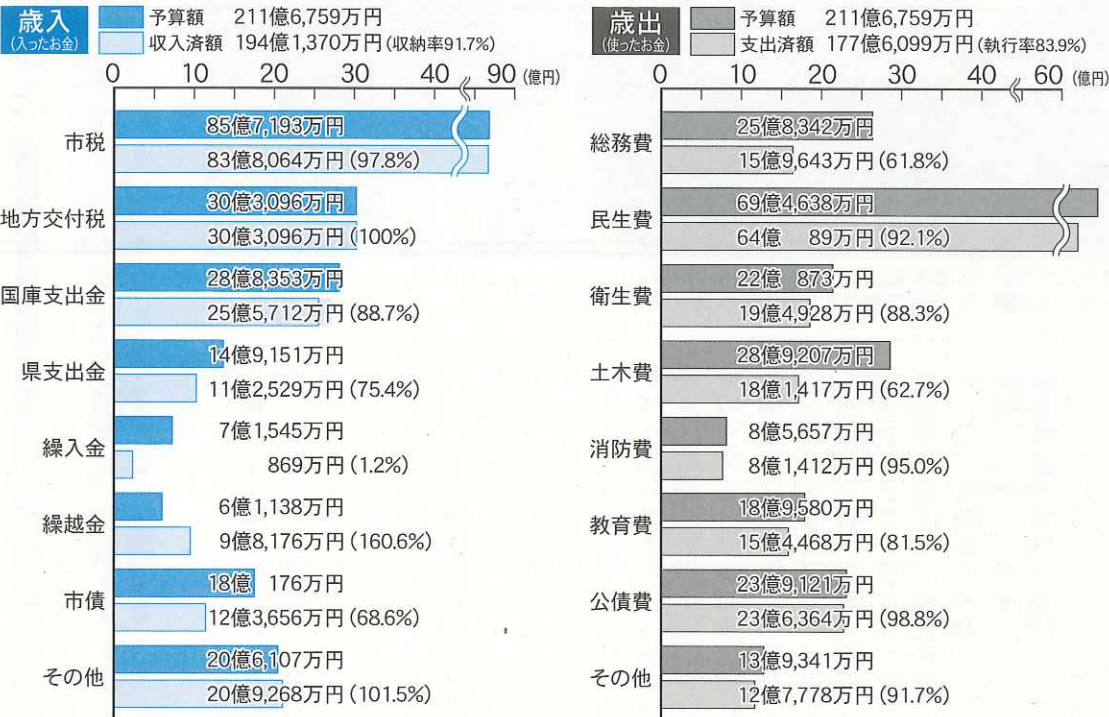 歳入
(入ったお金)
予算額 211億6,759万円
収入済額 194億1,370万円(収納率91.7%)
0 10 20 30 40 90 (億円)
市税
85億7,193万円
83億8,064万円(97.8%)
地方交付税
30億3,096万円
30億3,096万円(100%)
国庫支出金
28億8,353万円
25億5,712万円(88.7%)
県支出金
14億9,151万円
11億2,529万円(75.4%)
繰入金
7億1,545万円
869万円(1.2%)
繰越金
6億1,138万円
9億8,176万円(160.6%)
市債
18億 176万円
12億3,656万円(68.6%)
その他
20億6,107万円
20億9,268万円(101.5%)
歳出
(使ったお金)
予算額 211億6,759万円
支出済額 177億6,099万円(執行率83.9%)
0 10 20 30 40 60 (億円)
総務費
25億8,342万円
15億9,643万円(61.8%)
民生費
69億4,638万円
64億 89万円(92.1%)
衛生費
22億 873万円
19億4,928万円(88.3%)
土木費
28億9,207万円
18億1,417万円(62.7%)
消防費
8億5,657万円
8億1,412万円(95.0%)
教育費
18億9,580万円
15億4,468万円(81.5%)
公債費
23億9,121万円
23億6,364万円(98.8%)
その他
13億9,341万円
12億7,778万円(91.7%)